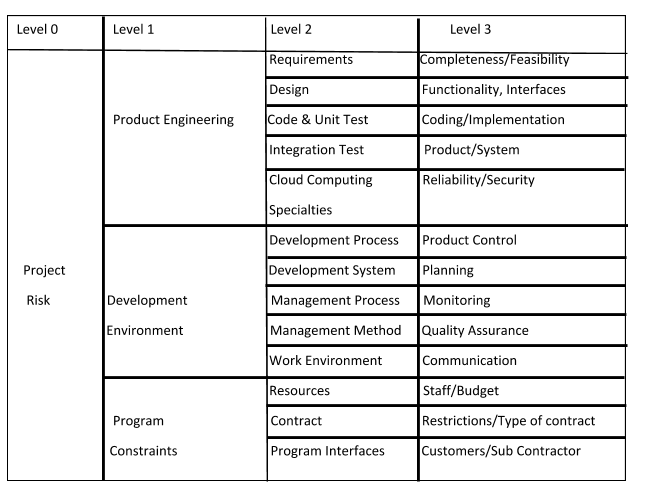 Level 0 Level 1 Level 2 Level 3
Requirements Completeness/Feasibility
Design Functionality, Interfaces
Product Engineering Code & Unit Test Coding/Implementation
Integration Test Product/System
Cloud Computing Reliability/Security
Specialties
Development Process Product Control
Project Development System Planning
Risk Development Management Process Monitoring
Environment Management Method Quality Assurance
Work Environment Communication
Resources Staff/Budget
Program Contract Restrictions/Type of contract
Constraints Program Interfaces Customers/Sub Contractor